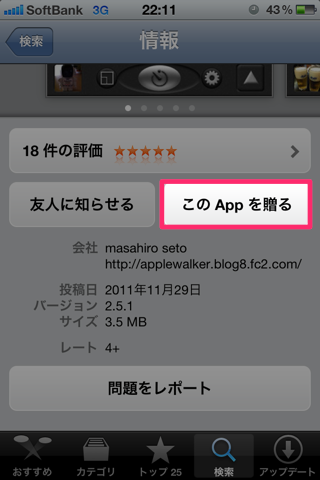 SoftBank 3G 22:11 43%
検索 情報
18 件の評価
友人に知らせる この App を贈る
会社 masahiro seto
http://applewalker.blog8.fc2.com/
投稿日 2011年11月29日
バージョン 2.5.1
サイズ 3.5 MB
レート 4+
問題をレポート
おすすめ カテゴリ トップ 25 検索 アップデート